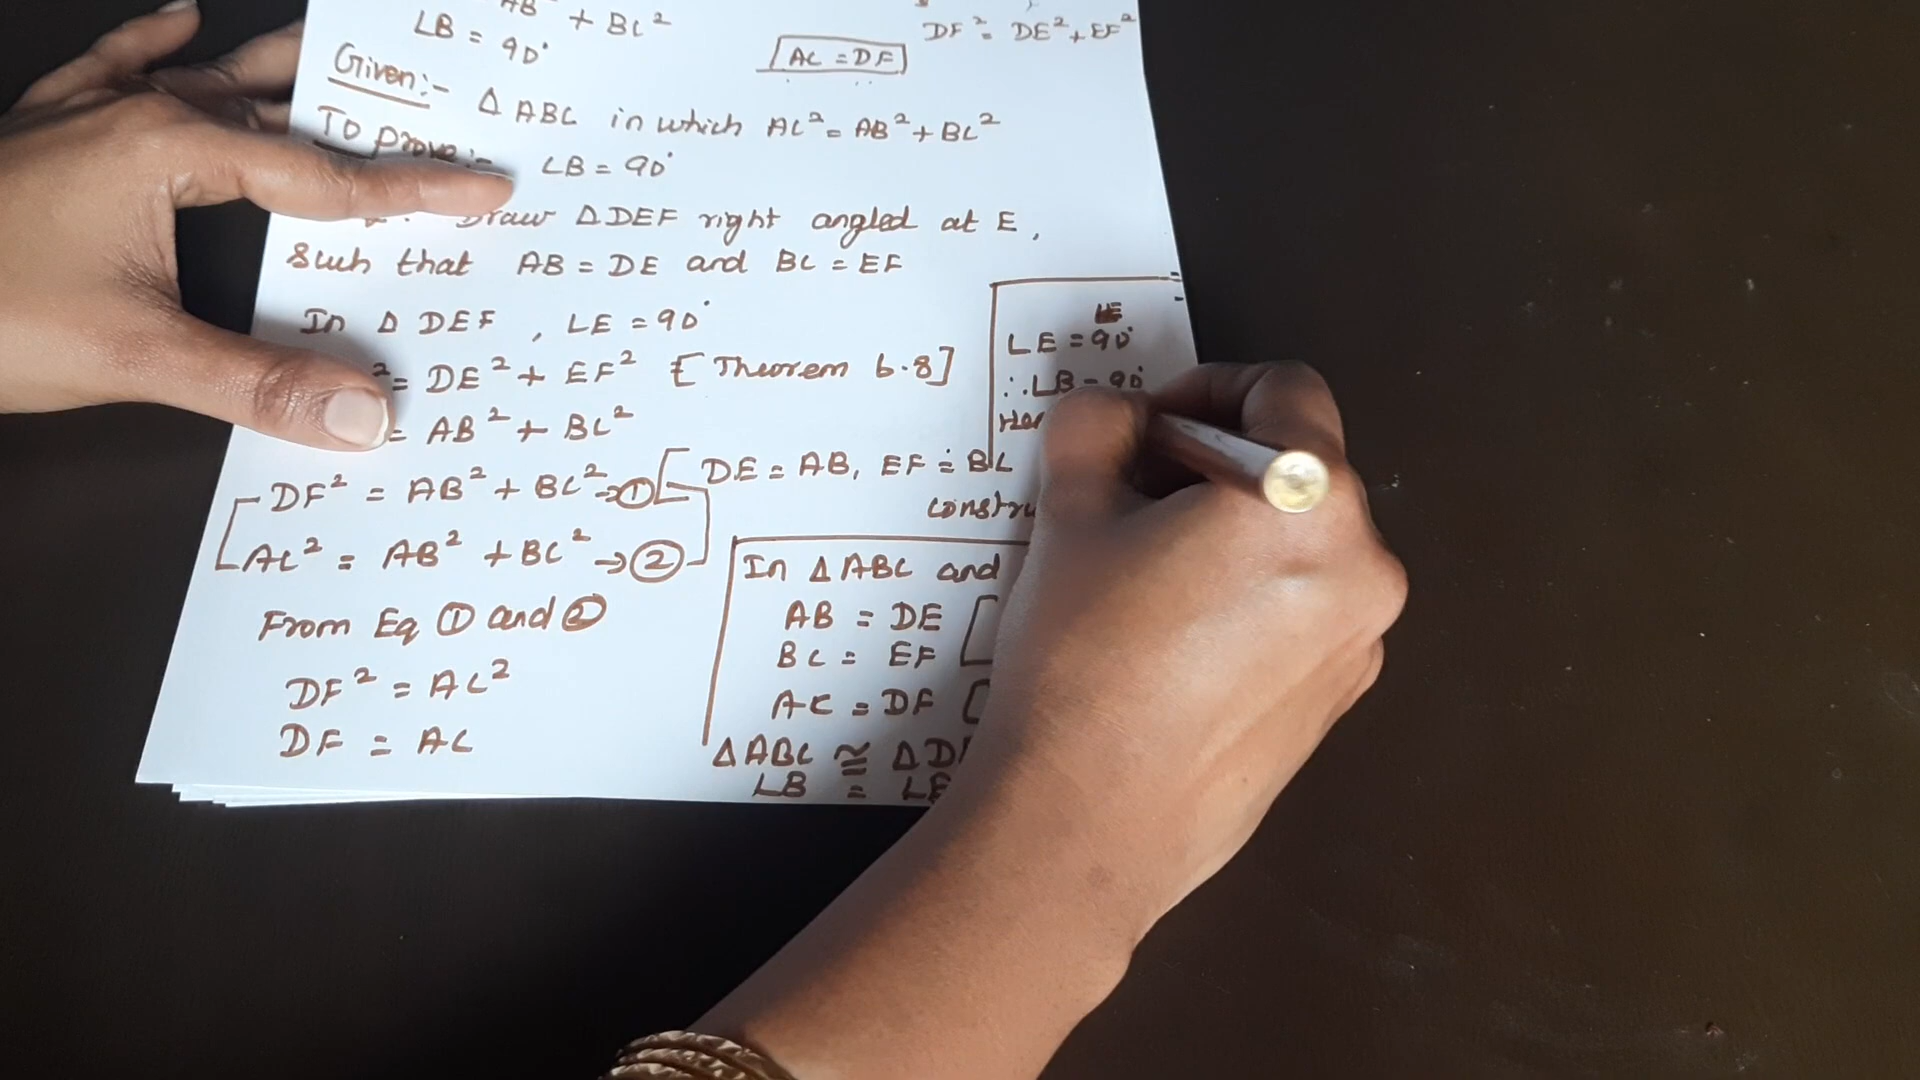 AB² + BC²
∠B = 90°
DF² = DE² + EF²
AC = DF
Given:- Δ ABC in which AC² = AB² + BC²
To prove:- ∠B = 90°
Draw Δ DEF right angled at E,
Such that AB = DE and BC = EF
In Δ DEF , ∠E = 90°
² = DE² + EF² [Theorem 6.8]
= AB² + BC²
DF² = AB² + BC² → ① [DE = AB, EF = BC
AC² = AB² + BC² → ②
From Eq ① and ②
DF² = AC²
DF = AC
∠E = 90°
∴ ∠B = 90°
In Δ ABC and
AB = DE [
BC = EF
AC = DF [
Δ ABC ≅ Δ
∠B = ∠E